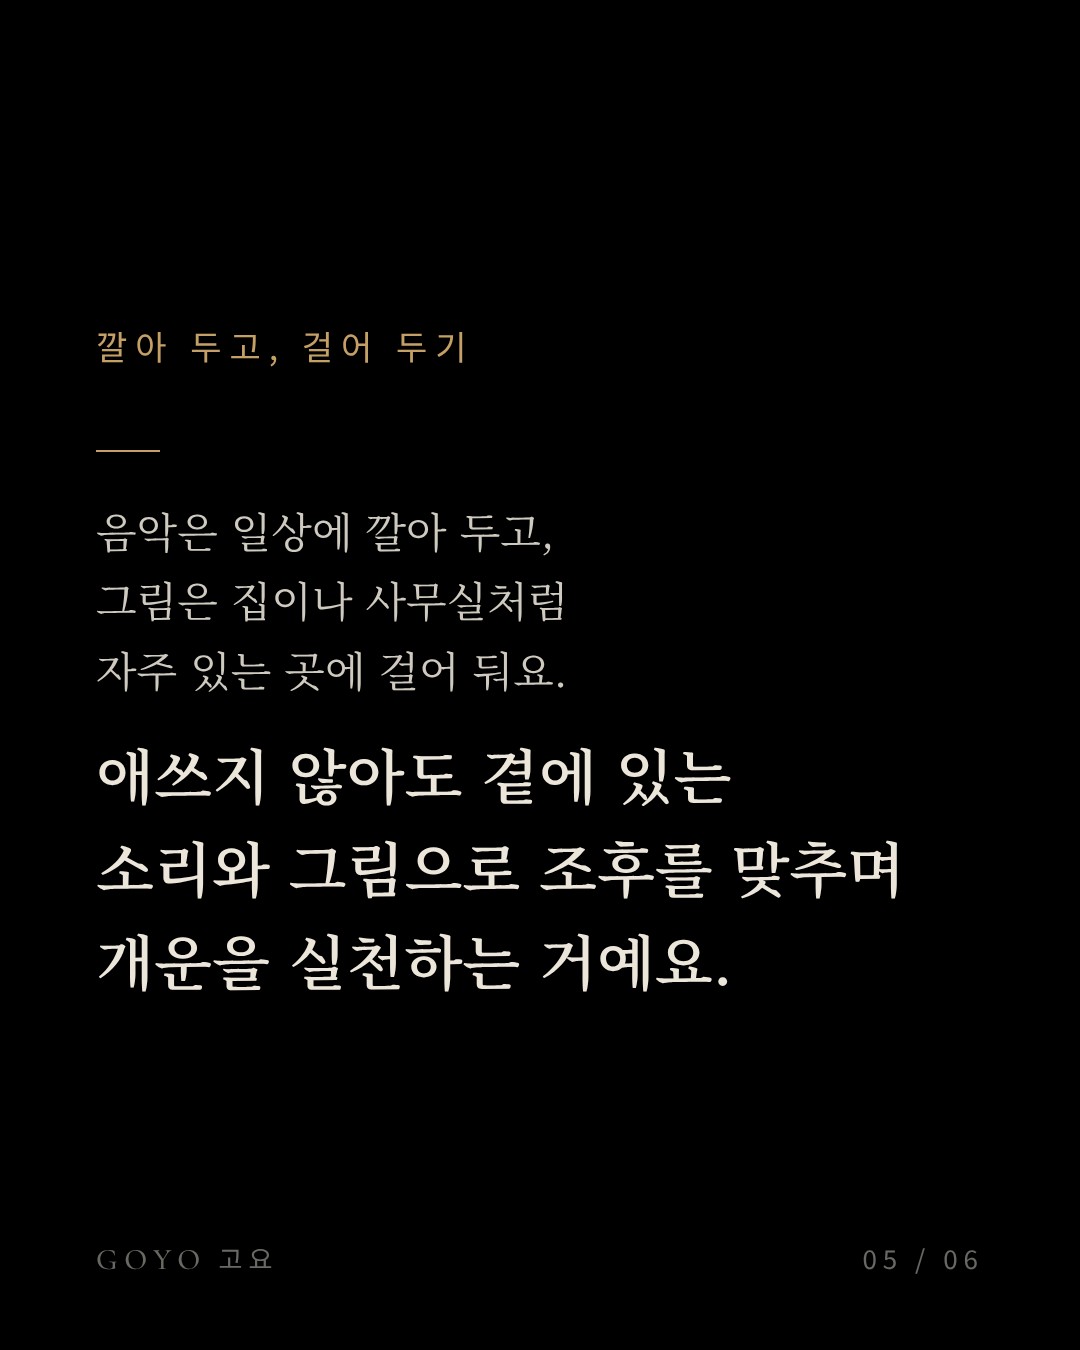 깔아 두고, 걸어 두기
음악은 일상에 깔아 두고,
그림은 집이나 사무실처럼
자주 있는 곳에 걸어 둬요.
애쓰지 않아도 곁에 있는
소리와 그림으로 조후를 맞추며
개운을 실천하는 거예요.
GOYO 고요
05 / 06